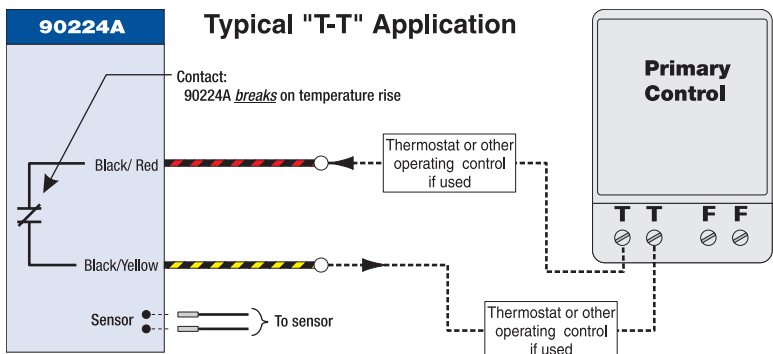 90224A
Typical "T-T" Application
Contact:
90224A breaks on temperature rise
Primary
Control
Black/ Red
Thermostat or other
operating control
if used
T T F F
Black/Yellow
Sensor
To sensor
Thermostat or other
operating control
if used